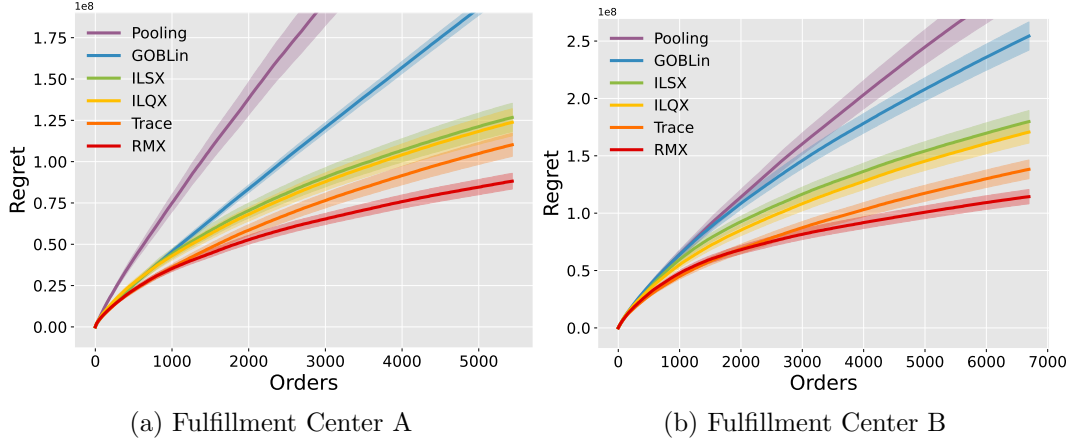 1e8
Regret
1.75
1.50
1.25
1.00
0.75
0.50
0.25
0.00
Pooling
GOBLin
ILSX
ILQX
Trace
RMX
0 1000 2000 3000 4000 5000
Orders
(a) Fulfillment Center A
1e8
Regret
2.5
2.0
1.5
1.0
0.5
0.0
Pooling
GOBLin
ILSX
ILQX
Trace
RMX
0 1000 2000 3000 4000 5000 6000 7000
Orders
(b) Fulfillment Center B